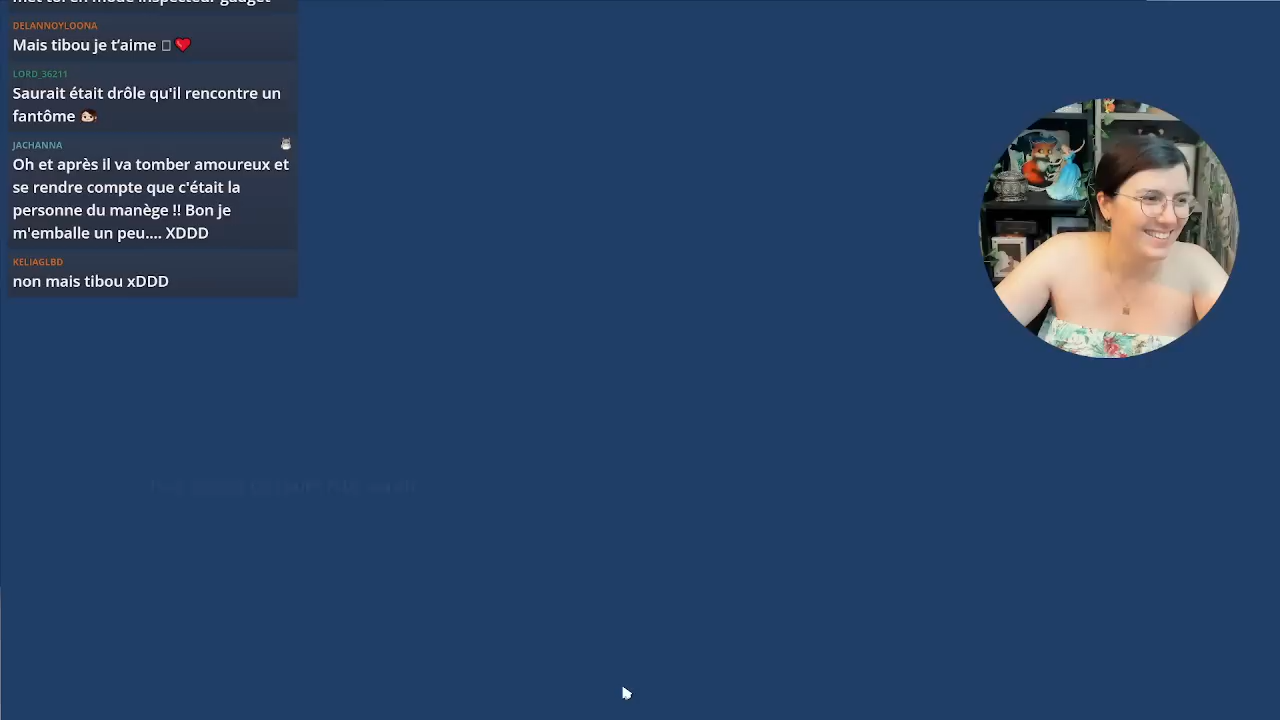 DELANNOYLOONA
Mais tibou je t’aime ❤️
LORD_36211
Saurait était drôle qu'il rencontre un
fantôme
JACHANNA
Oh et après il va tomber amoureux et
se rendre compte que c'était la
personne du manège !! Bon je
m'emballe un peu.... XDDD
KELIAGLBD
non mais tibou xDDD